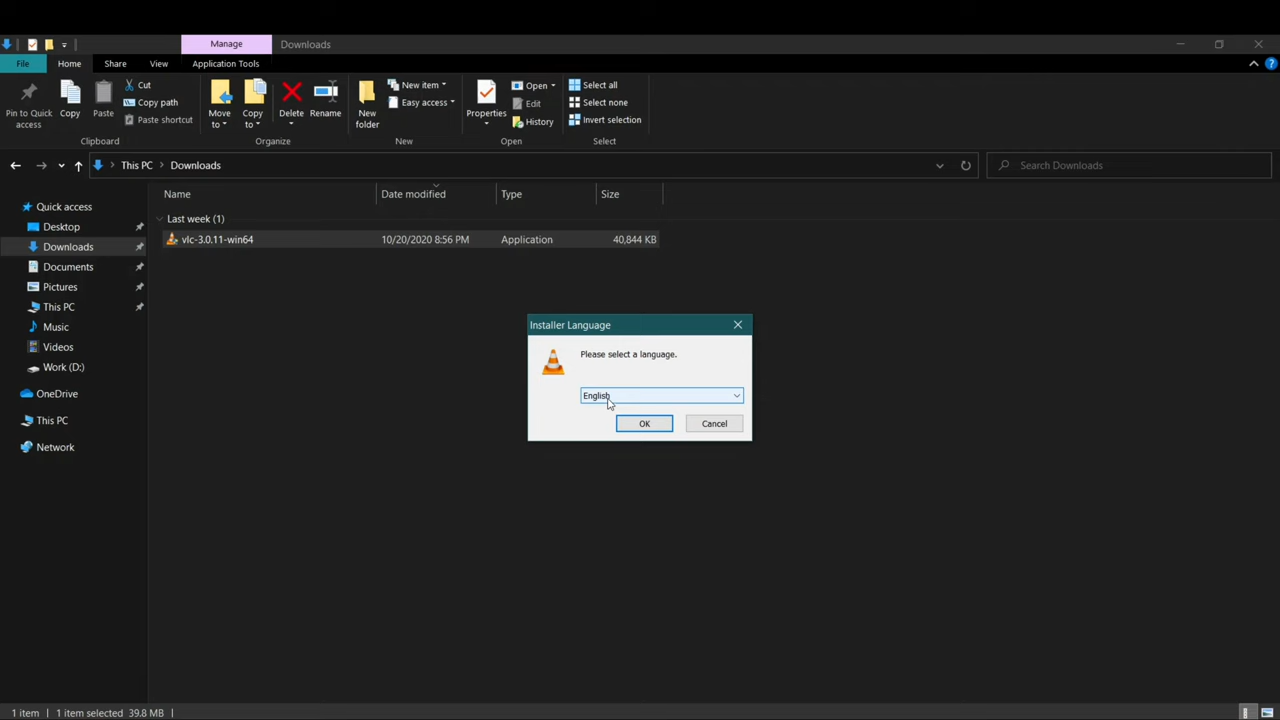 Manage
Downloads
File
Home
Share
View
Application Tools
Pin to Quick
access
Copy
Paste
Cut
Copy path
Paste shortcut
Clipboard
Move
to
Copy
to
Delete
Rename
Organize
New
folder
New item
Easy access
New
Properties
Open
Edit
History
Open
Select all
Select none
Invert selection
Select
This PC
Downloads
Search Downloads
Name
Date modified
Type
Size
Last week (1)
vlc-3.0.11-win64
10/20/2020 8:56 PM
Application
40,844 KB
Quick access
Desktop
Downloads
Documents
Pictures
This PC
Music
Videos
Work (D:)
OneDrive
This PC
Network
Installer Language
Please select a language.
English
OK
Cancel
1 item
1 item selected 39.8 MB